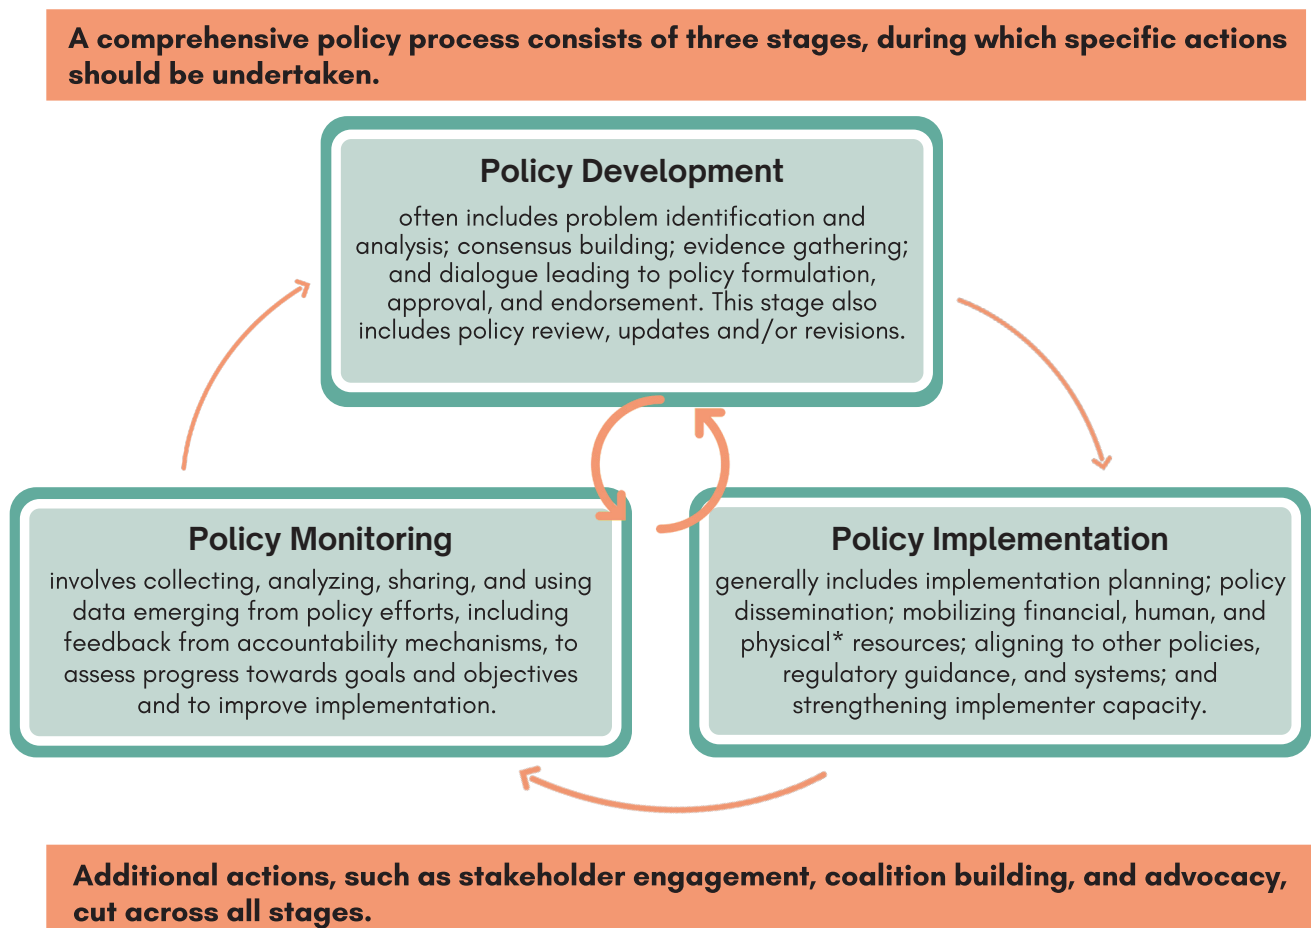 A comprehensive policy process consists of three stages, during which specific actions
should be undertaken.
Policy Development
often includes problem identification and
analysis; consensus building; evidence gathering;
and dialogue leading to policy formulation,
approval, and endorsement. This stage also
includes policy review, updates and/or revisions.
Policy Monitoring
involves collecting, analyzing, sharing, and using
data emerging from policy efforts, including
feedback from accountability mechanisms, to
assess progress towards goals and objectives
and to improve implementation.
Policy Implementation
generally includes implementation planning; policy
dissemination; mobilizing financial, human, and
physical* resources; aligning to other policies,
regulatory guidance, and systems; and
strengthening implementer capacity.
Additional actions, such as stakeholder engagement, coalition building, and advocacy,
cut across all stages.